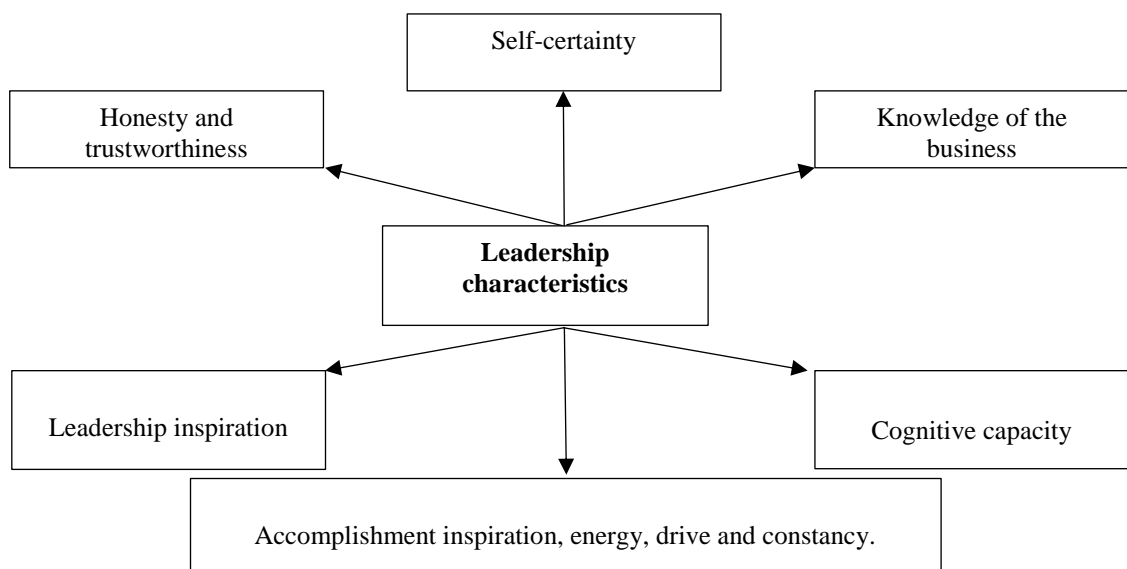 Self-certainty
Honesty and
trustworthiness
Knowledge of the
business
Leadership
characteristics
Leadership inspiration
Cognitive capacity
Accomplishment inspiration, energy, drive and constancy.